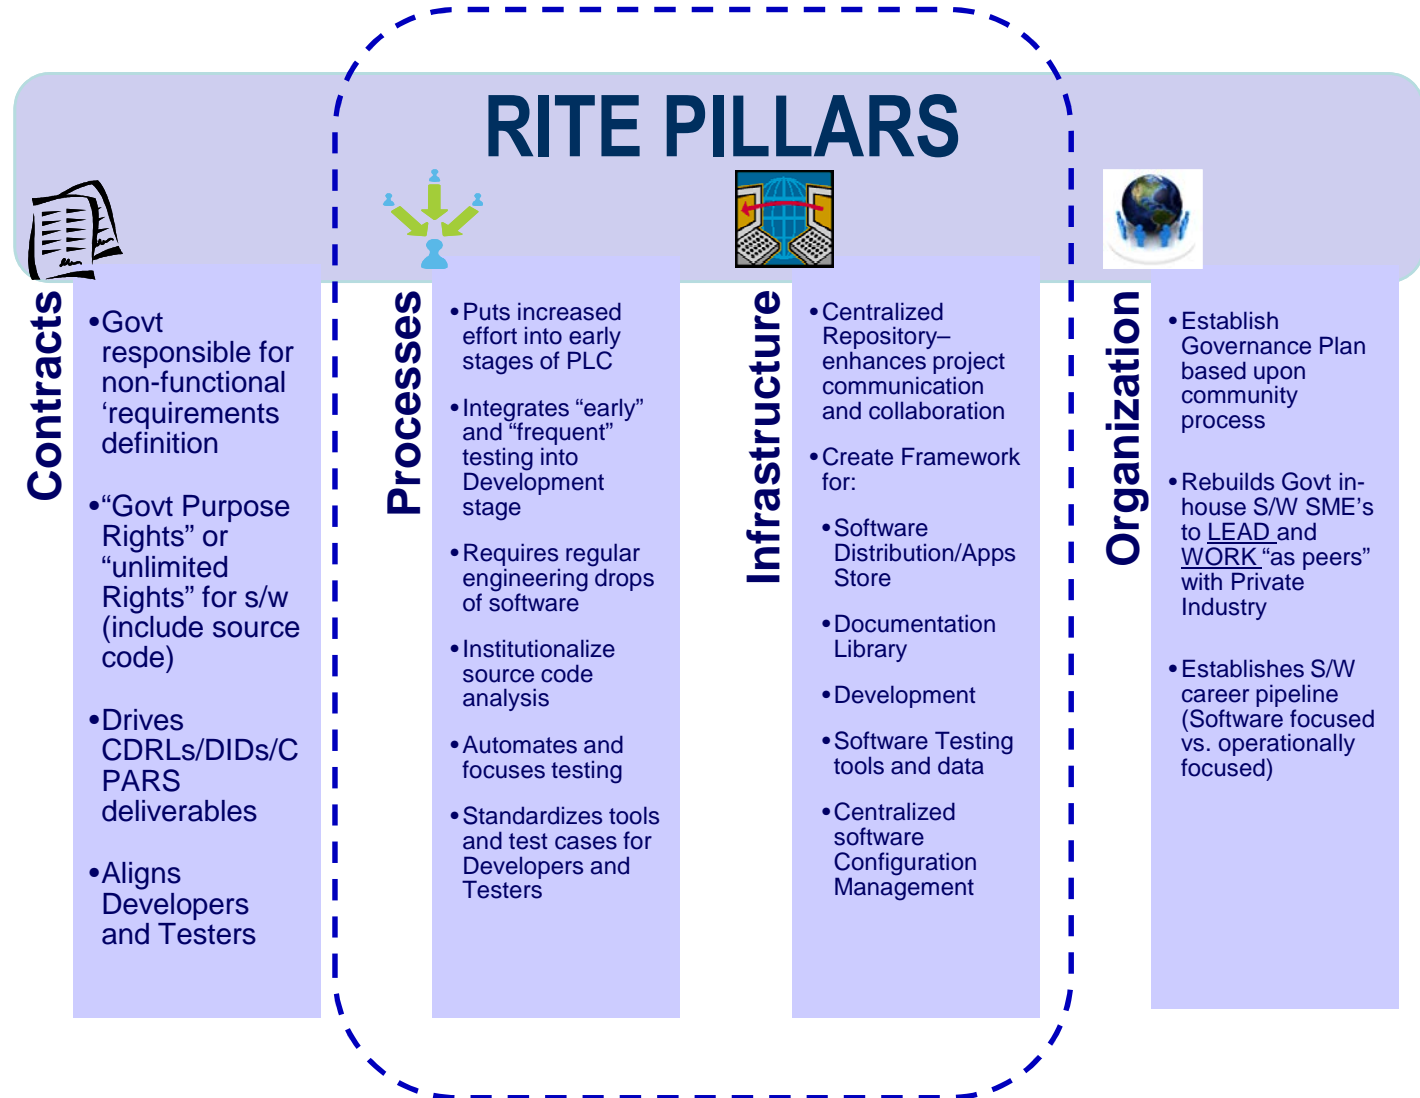 RITE PILLARS
Contracts
•Govt
responsible for
non-functional
‘requirements
definition
•“Govt Purpose
Rights” or
“unlimited
Rights” for s/w
(include source
code)
•Drives
CDRLs/DIDs/C
PARS
deliverables
•Aligns
Developers
and Testers
Processes
•Puts increased
effort into early
stages of PLC
•Integrates “early”
and “frequent”
testing into
Development
stage
•Requires regular
engineering drops
of software
•Institutionalize
source code
analysis
•Automates and
focuses testing
•Standardizes tools
and test cases for
Developers and
Testers
Infrastructure
•Centralized
Repository–
enhances project
communication
and collaboration
•Create Framework
for:
•Software
Distribution/Apps
Store
•Documentation
Library
•Development
•Software Testing
tools and data
•Centralized
software
Configuration
Management
Organization
•Establish
Governance Plan
based upon
community
process
•Rebuilds Govt in-
house S/W SME’s
to LEAD and
WORK “as peers”
with Private
Industry
•Establishes S/W
career pipeline
(Software focused
vs. operationally
focused)